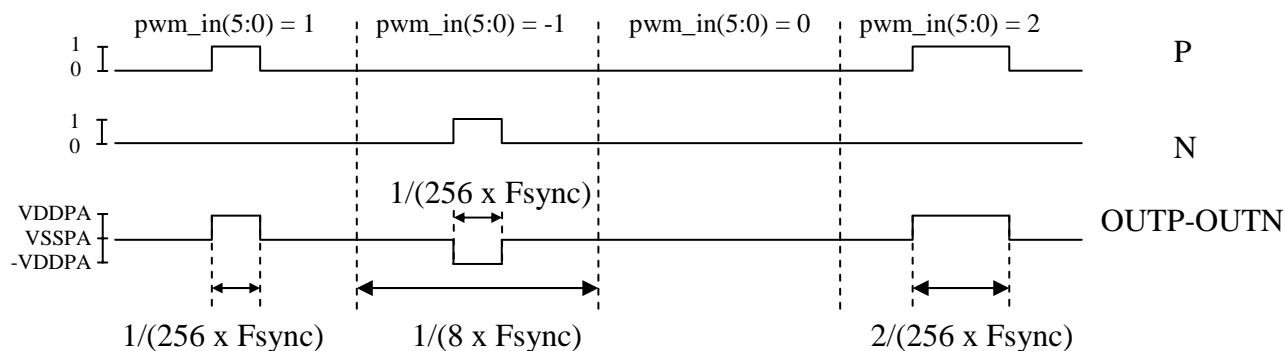 pwm_in(5:0) = 1 pwm_in(5:0) = -1 pwm_in(5:0) = 0 pwm_in(5:0) = 2
1
0
P
1
0
N
1/(256 x Fsync)
VDDPA
VSSPA
-VDDPA
OUTP-OUTN
1/(256 x Fsync) 1/(8 x Fsync) 2/(256 x Fsync)